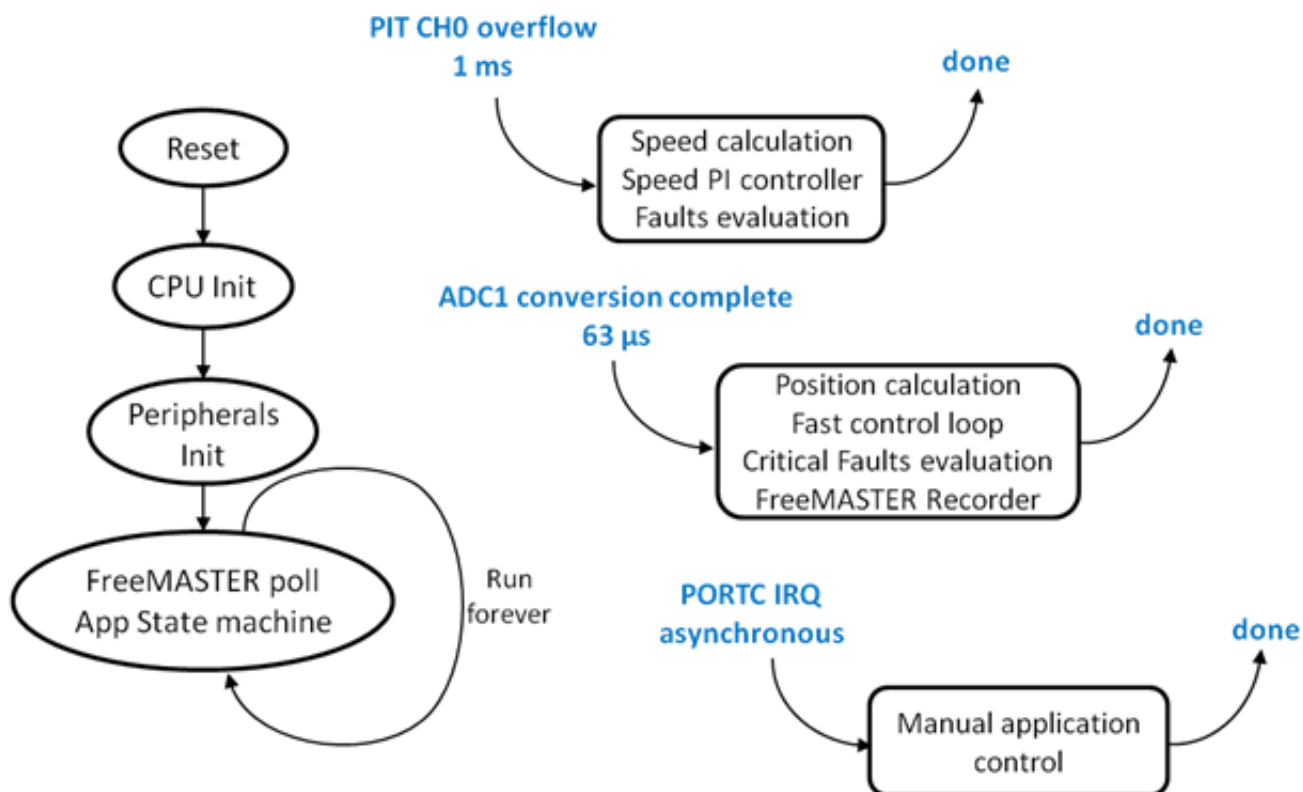 Reset
CPU Init
Peripherals
Init
FreeMASTER poll
App State machine
Run
forever
PIT CH0 overflow
1 ms
Speed calculation
Speed PI controller
Faults evaluation
done
ADC1 conversion complete
63 µs
Position calculation
Fast control loop
Critical Faults evaluation
FreeMASTER Recorder
done
PORTC IRQ
asynchronous
Manual application
control
done